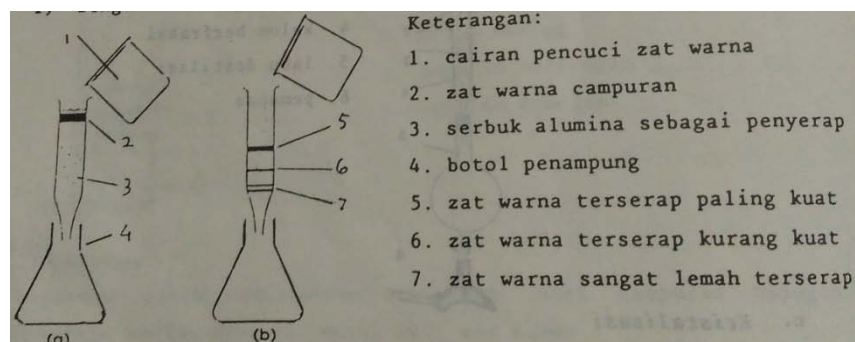 1
2
3
4
(a)
5
6
7
(b)
Keterangan:
1. cairan pencuci zat warna
2. zat warna campuran
3. serbuk alumina sebagai penyerap
4. botol penampung
5. zat warna terserap paling kuat
6. zat warna terserap kurang kuat
7. zat warna sangat lemah terserap